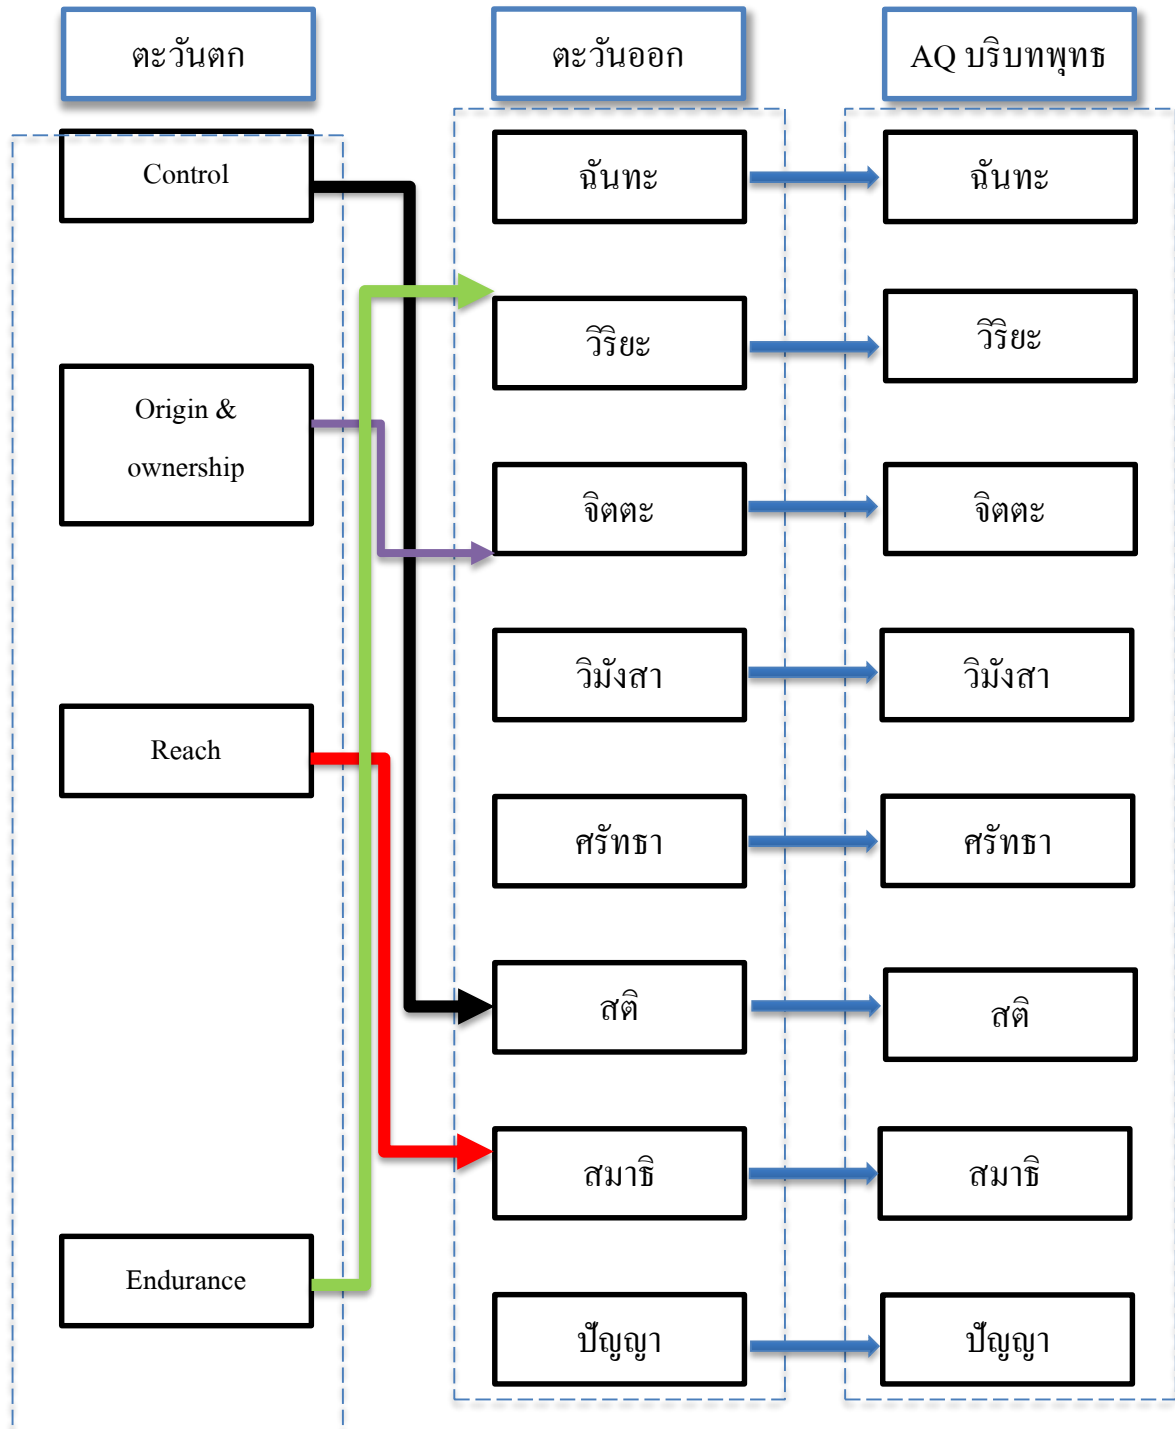 ตะวันตก
ตะวันออก
AQ บริบทพุทธ
Control
ฉันทะ
ฉันทะ
วิริยะ
วิริยะ
Origin &
ownership
จิตตะ
จิตตะ
วิมังสา
วิมังสา
Reach
ศรัทธา
ศรัทธา
สติ
สติ
สมาธิ
สมาธิ
Endurance
ปัญญา
ปัญญา